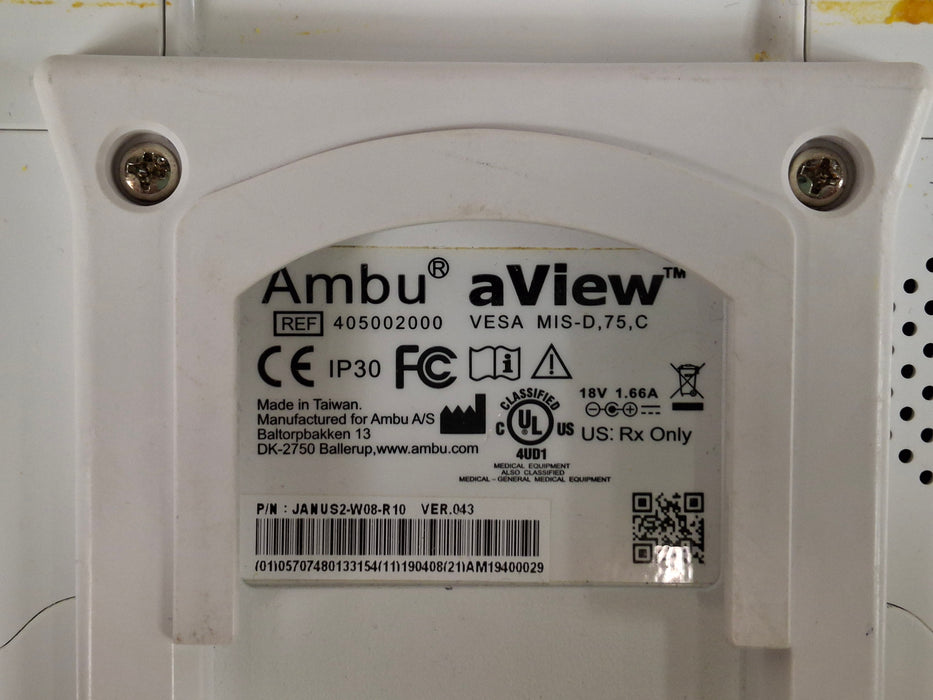 Ambu® aView™
REF 405002000 VESA MIS-D,75,C
CE IP30 FC i
Made in Taiwan.
Manufactured for Ambu A/S
Baltorpbakken 13
DK-2750 Ballerup,www.ambu.com
CLASSIFIED
C UL US
4UD1
MEDICAL EQUIPMENT
ALSO CLASSIFIED
MEDICAL - GENERAL MEDICAL EQUIPMENT
18V 1.66A
US: Rx Only
P/N : JANUS2-W08-R10 VER.043
(01)05707480133154(11)190408(21)AM19400029